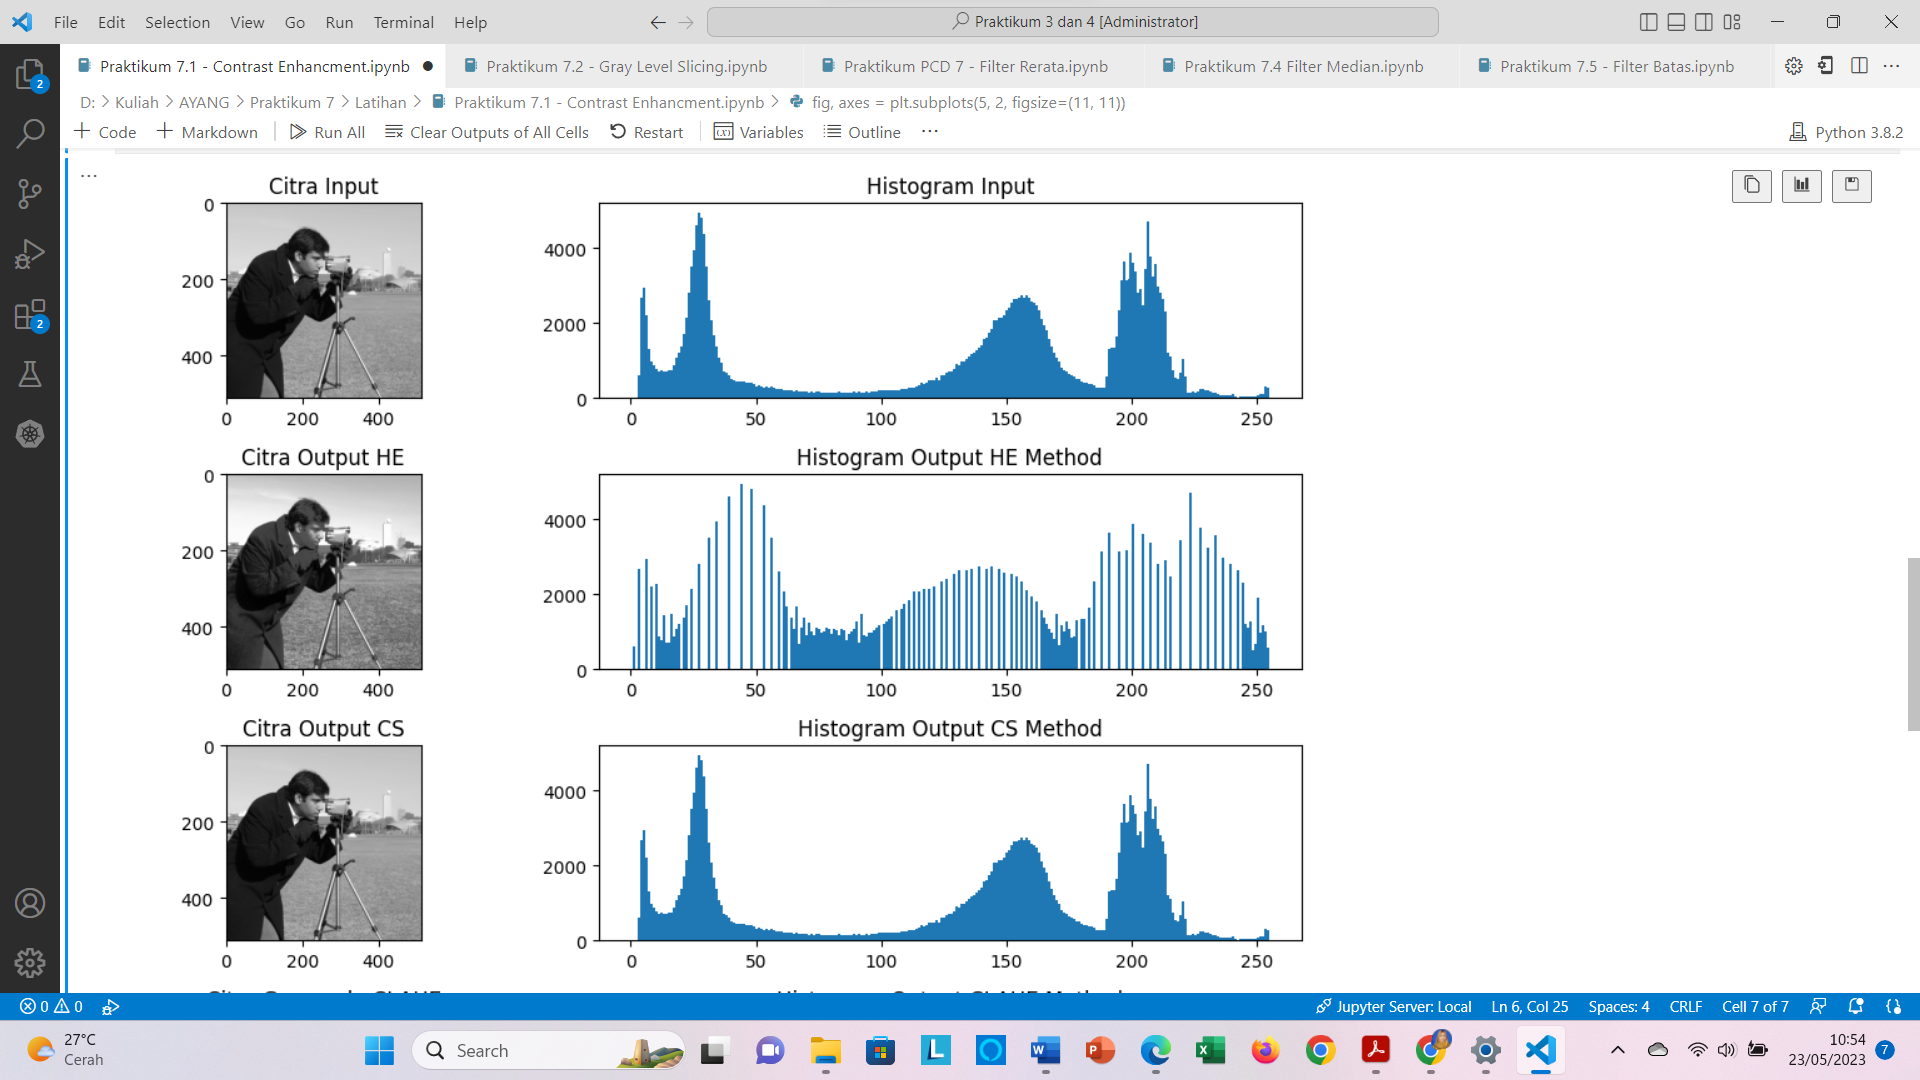 File Edit Selection View Go Run Terminal Help
Praktikum 3 dan 4 [Administrator]
Praktikum 7.1 - Contrast Enhancment.ipynb
Praktikum 7.2 - Gray Level Slicing.ipynb
Praktikum PCD 7 - Filter Rerata.ipynb
Praktikum 7.4 Filter Median.ipynb
Praktikum 7.5 - Filter Batas.ipynb
D: > Kuliah > AYANG > Praktikum 7 > Latihan > Praktikum 7.1 - Contrast Enhancment.ipynb > fig, axes = plt.subplots(5, 2, figsize=(11, 11))
+ Code + Markdown Run All Clear Outputs of All Cells Restart Variables Outline ...
Python 3.8.2
2
2
...
Citra Input
0
200
400
0 200 400
Histogram Input
4000
2000
0
0 50 100 150 200 250
Citra Output HE
0
200
400
0 200 400
Histogram Output HE Method
4000
2000
0
0 50 100 150 200 250
Citra Output CS
0
200
400
0 200 400
Histogram Output CS Method
4000
2000
0
0 50 100 150 200 250
0 0
Jupyter Server: Local Ln 6, Col 25 Spaces: 4 CRLF Cell 7 of 7
27°C
Cerah
Search
10:54
23/05/2023
7